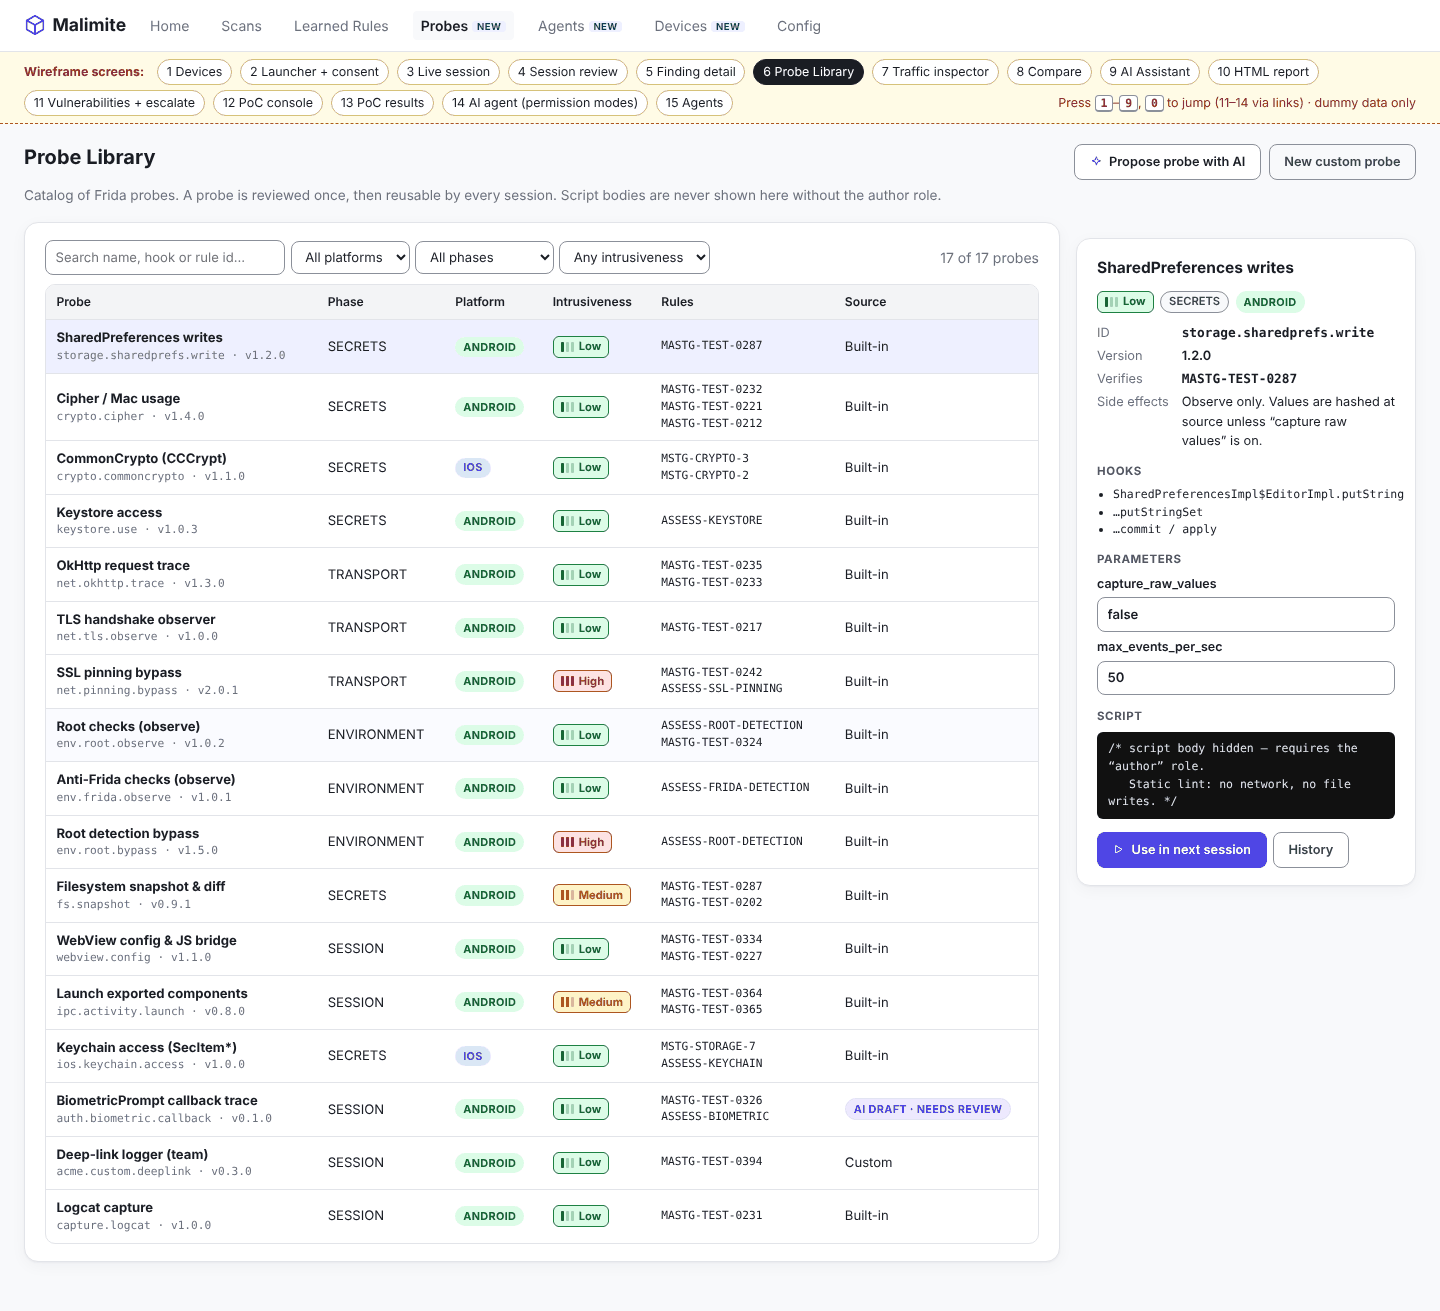 Malimite
Home
Scans
Learned Rules
Probes NEW
Agents NEW
Devices NEW
Config
Wireframe screens:
1 Devices
2 Launcher + consent
3 Live session
4 Session review
5 Finding detail
6 Probe Library
7 Traffic inspector
8 Compare
9 AI Assistant
10 HTML report
11 Vulnerabilities + escalate
12 PoC console
13 PoC results
14 AI agent (permission modes)
15 Agents
Press 1–9, 0 to jump (11–14 via links) · dummy data only
Probe Library
Propose probe with AI
New custom probe
Catalog of Frida probes. A probe is reviewed once, then reusable by every session. Script bodies are never shown here without the author role.
Search name, hook or rule id…
All platforms
All phases
Any intrusiveness
17 of 17 probes
Probe Phase Platform Intrusiveness Rules Source
SharedPreferences writes
storage.sharedprefs.write · v1.2.0
SECRETS
ANDROID
Low
MASTG-TEST-0287
Built-in
Cipher / Mac usage
crypto.cipher · v1.4.0
SECRETS
ANDROID
Low
MASTG-TEST-0232
MASTG-TEST-0221
MASTG-TEST-0212
Built-in
CommonCrypto (CCCrypt)
crypto.commoncrypto · v1.1.0
SECRETS
IOS
Low
MSTG-CRYPTO-3
MSTG-CRYPTO-2
Built-in
Keystore access
keystore.use · v1.0.3
SECRETS
ANDROID
Low
ASSESS-KEYSTORE
Built-in
OkHttp request trace
net.okhttp.trace · v1.3.0
TRANSPORT
ANDROID
Low
MASTG-TEST-0235
MASTG-TEST-0233
Built-in
TLS handshake observer
net.tls.observe · v1.0.0
TRANSPORT
ANDROID
Low
MASTG-TEST-0217
Built-in
SSL pinning bypass
net.pinning.bypass · v2.0.1
TRANSPORT
ANDROID
High
MASTG-TEST-0242
ASSESS-SSL-PINNING
Built-in
Root checks (observe)
env.root.observe · v1.0.2
ENVIRONMENT
ANDROID
Low
ASSESS-ROOT-DETECTION
MASTG-TEST-0324
Built-in
Anti-Frida checks (observe)
env.frida.observe · v1.0.1
ENVIRONMENT
ANDROID
Low
ASSESS-FRIDA-DETECTION
Built-in
Root detection bypass
env.root.bypass · v1.5.0
ENVIRONMENT
ANDROID
High
ASSESS-ROOT-DETECTION
Built-in
Filesystem snapshot & diff
fs.snapshot · v0.9.1
SECRETS
ANDROID
Medium
MASTG-TEST-0287
MASTG-TEST-0202
Built-in
WebView config & JS bridge
webview.config · v1.1.0
SESSION
ANDROID
Low
MASTG-TEST-0334
MASTG-TEST-0227
Built-in
Launch exported components
ipc.activity.launch · v0.8.0
SESSION
ANDROID
Medium
MASTG-TEST-0364
MASTG-TEST-0365
Built-in
Keychain access (SecItem*)
ios.keychain.access · v1.0.0
SECRETS
IOS
Low
MSTG-STORAGE-7
ASSESS-KEYCHAIN
Built-in
BiometricPrompt callback trace
auth.biometric.callback · v0.1.0
SESSION
ANDROID
Low
MASTG-TEST-0326
ASSESS-BIOMETRIC
AI DRAFT · NEEDS REVIEW
Deep-link logger (team)
acme.custom.deeplink · v0.3.0
SESSION
ANDROID
Low
MASTG-TEST-0394
Custom
Logcat capture
capture.logcat · v1.0.0
SESSION
ANDROID
Low
MASTG-TEST-0231
Built-in
SharedPreferences writes
Low SECRETS ANDROID
ID storage.sharedprefs.write
Version 1.2.0
Verifies MASTG-TEST-0287
Side effects Observe only. Values are hashed at
source unless “capture raw
values” is on.
HOOKS
• SharedPreferencesImpl$EditorImpl.putString
• …putStringSet
• …commit / apply
PARAMETERS
capture_raw_values
false
max_events_per_sec
50
SCRIPT
/* script body hidden — requires the
“author” role.
Static lint: no network, no file
writes. */
Use in next session
History